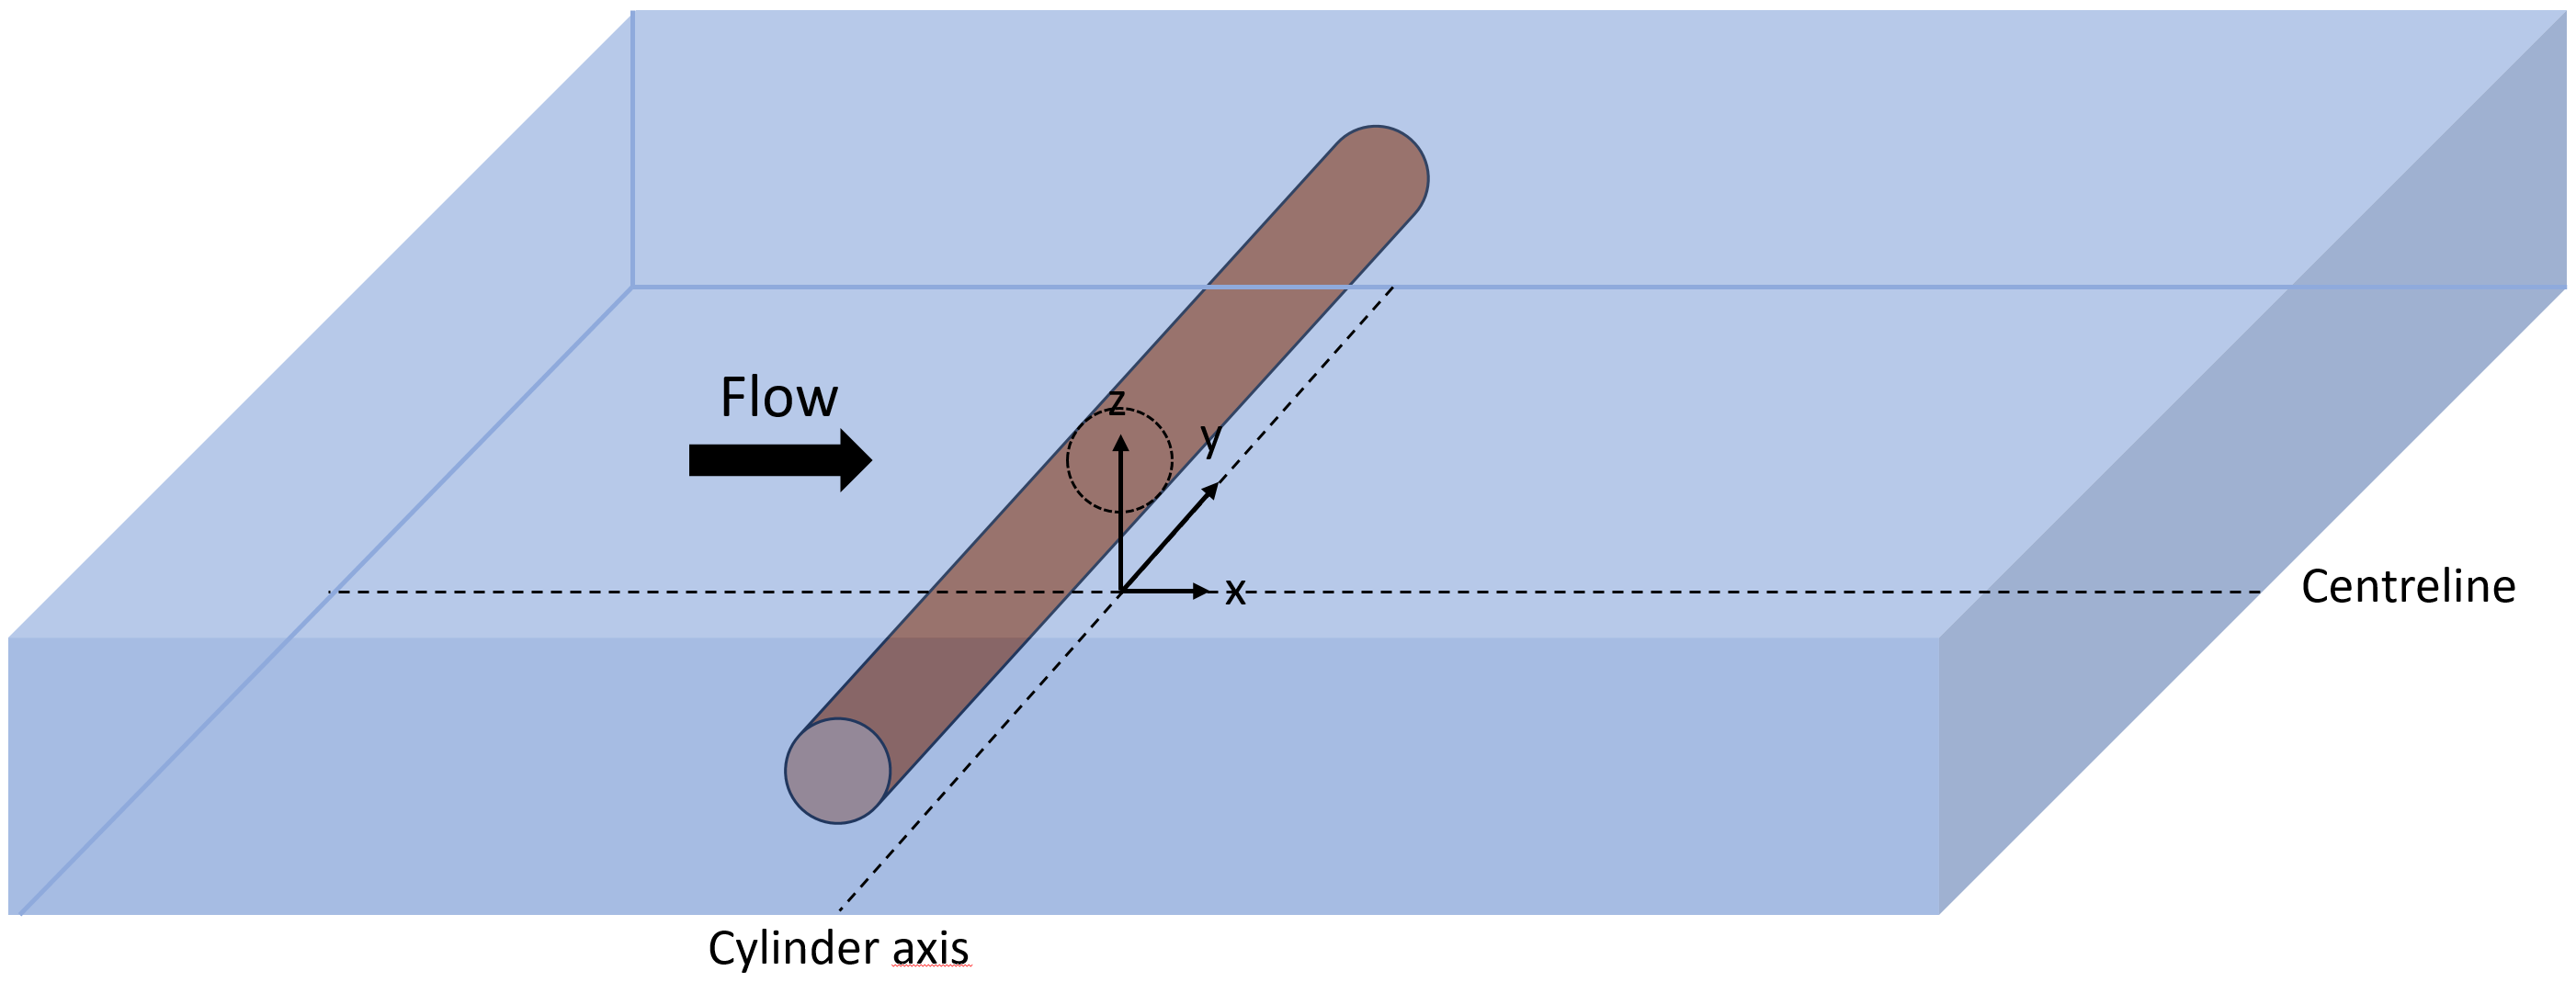 Flow
z
y
x
Centreline
Cylinder axis